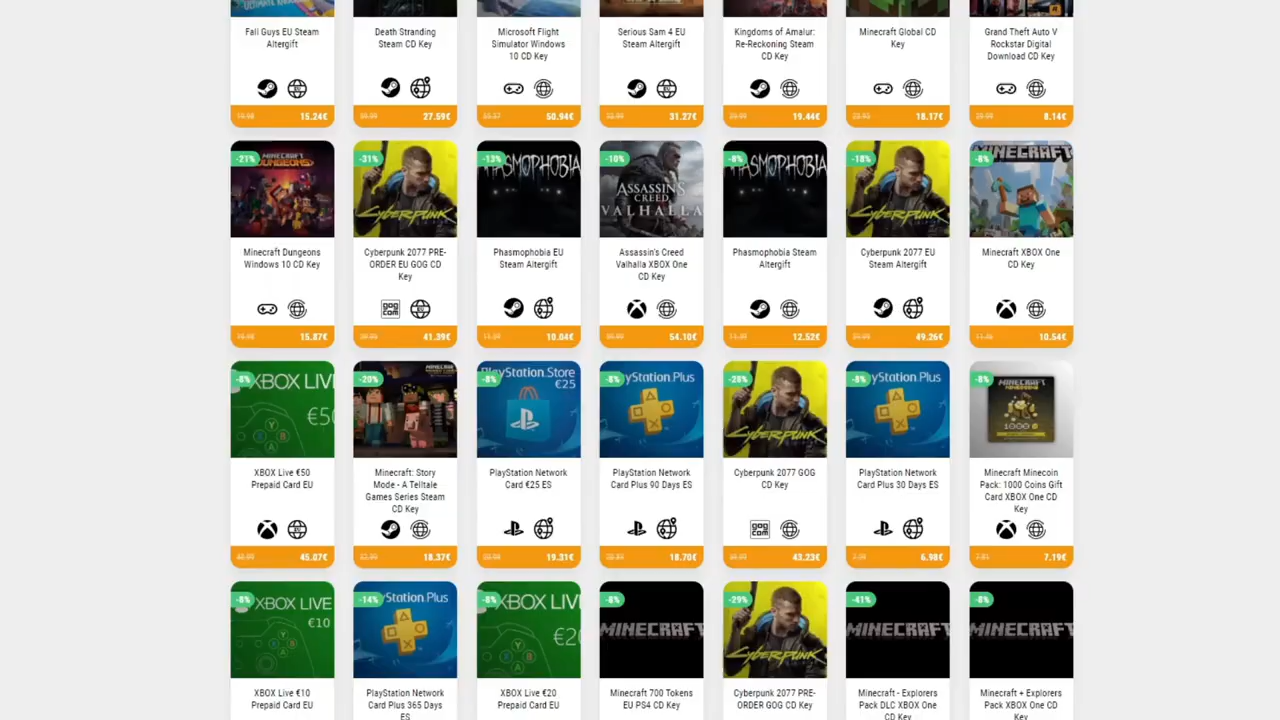 Fall Guys EU Steam
Altergift
Death Stranding
Steam CD Key
Microsoft Flight
Simulator Windows
10 CD Key
Serious Sam 4 EU
Steam Altergift
Kingdoms of Amalur:
Re-Reckoning Steam
CD Key
Minecraft Global CD
Key
Grand Theft Auto V
Rockstar Digital
Download CD Key
15.24€
27.59€
50.94€
31.27€
19.44€
18.17€
8.14€
-21%
MINECRAFT
DUNGEONS
-31%
CYBERPUNK
-13%
HASMOPHOBIA
-10%
ASSASSIN'S
CREED
VALHALLA
-8%
HASMOPHOBIA
-18%
CYBERPUNK
-8%
MINECRAFT
Minecraft Dungeons
Windows 10 CD Key
Cyberpunk 2077 PRE-
ORDER EU GOG CD
Key
Phasmophobia EU
Steam Altergift
Assassin's Creed
Valhalla XBOX One
CD Key
Phasmophobia Steam
Altergift
Cyberpunk 2077 EU
Steam Altergift
Minecraft XBOX One
CD Key
GOG
COM
15.87€
41.39€
10.04€
54.10€
12.52€
49.26€
10.54€
-8%
XBOX LIVE
€50
-20%
MINECRAFT
-8%
PlayStation Store
€25
-8%
PlayStation Plus
-28%
CYBERPUNK
-8%
PlayStation Plus
-8%
MINECRAFT
1000
XBOX Live €50
Prepaid Card EU
Minecraft: Story
Mode - A Telltale
Games Series Steam
CD Key
PlayStation Network
Card €25 ES
PlayStation Network
Card Plus 90 Days ES
Cyberpunk 2077 GOG
CD Key
PlayStation Network
Card Plus 30 Days ES
Minecraft Minecoin
Pack: 1000 Coins Gift
Card XBOX One CD
Key
GOG
COM
45.07€
18.37€
19.31€
18.70€
43.23€
6.98€
7.19€
-8%
XBOX LIVE
€10
-14%
PlayStation Plus
-8%
XBOX LIVE
€20
-8%
MINECRAFT
-29%
CYBERPUNK
-41%
MINECRAFT
-8%
MINECRAFT
XBOX Live €10
Prepaid Card EU
PlayStation Network
Card Plus 365 Days
ES
XBOX Live €20
Prepaid Card EU
Minecraft 700 Tokens
EU PS4 CD Key
Cyberpunk 2077 PRE-
ORDER GOG CD Key
Minecraft - Explorers
Pack DLC XBOX One
CD Key
Minecraft + Explorers
Pack XBOX One CD
Key